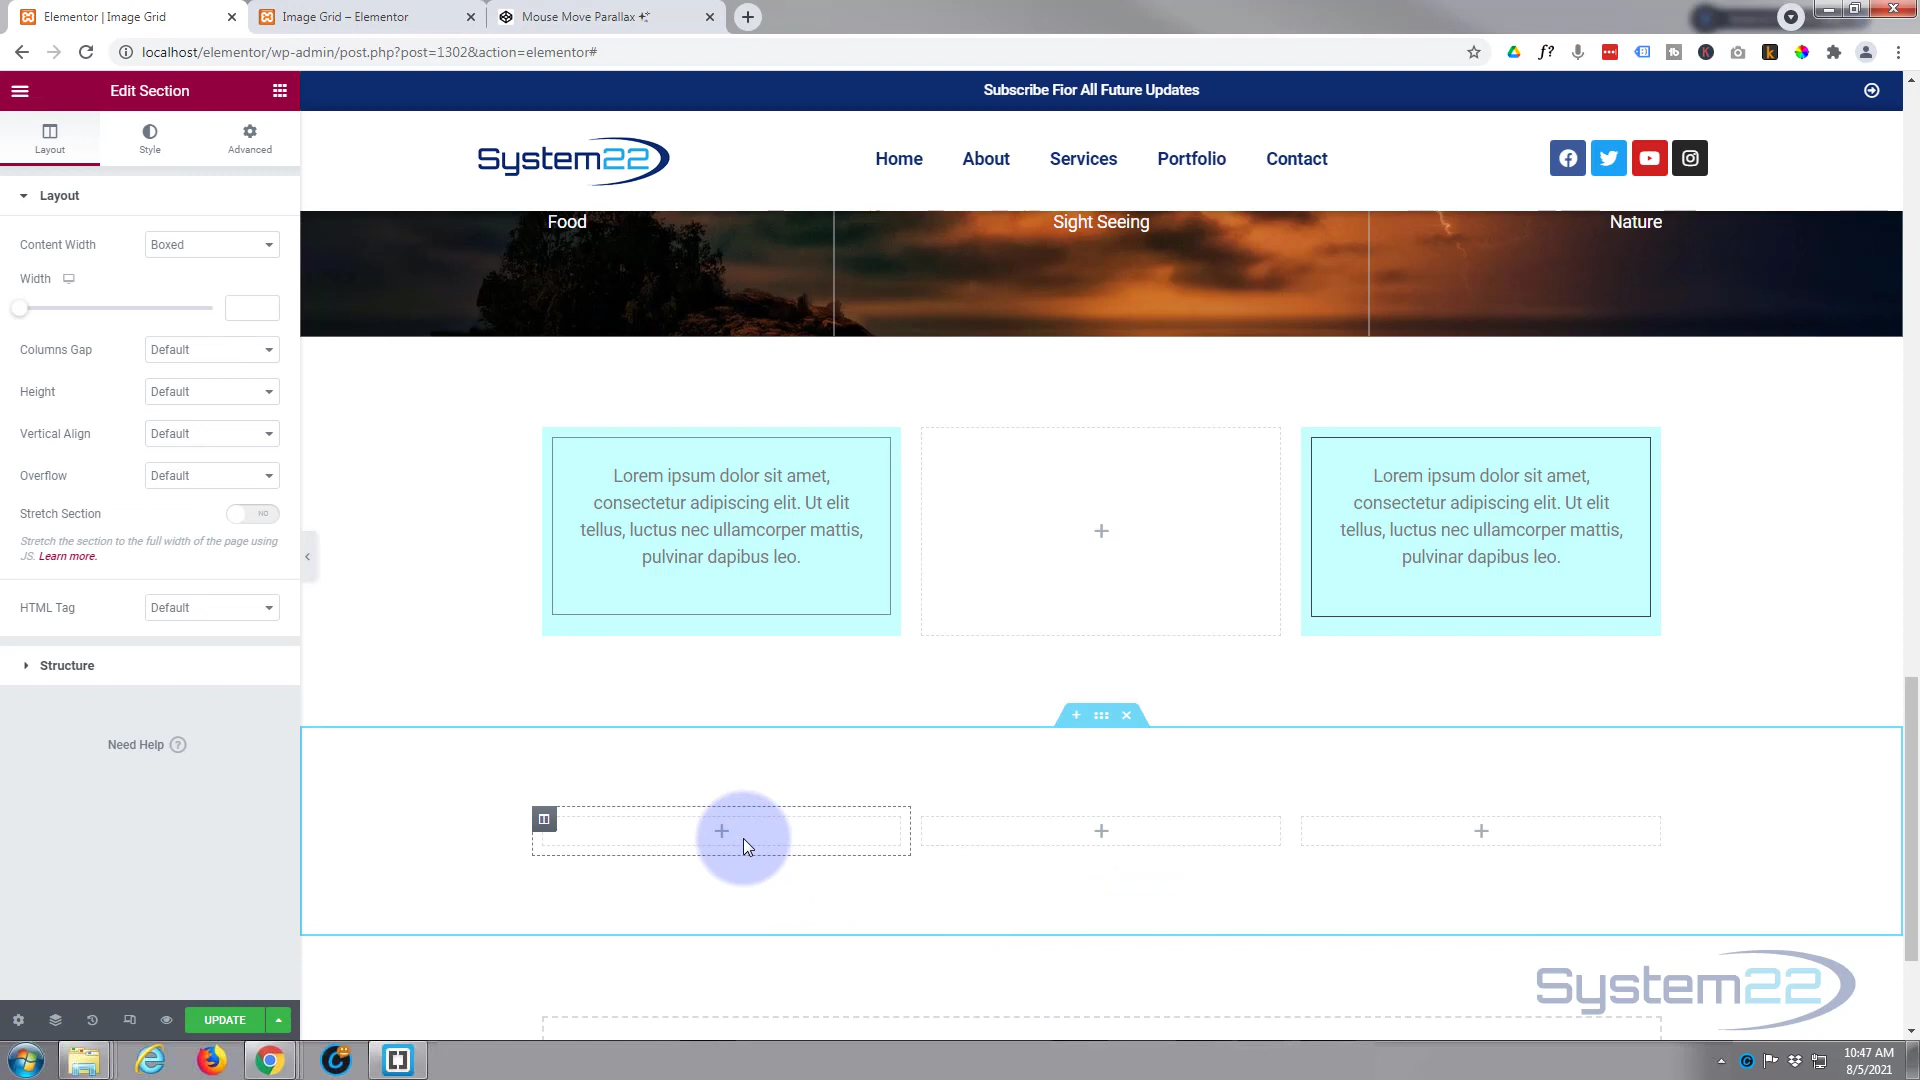 Elementor | Image Grid
Image Grid – Elementor
Mouse Move Parallax
localhost/elementor/wp-admin/post.php?post=1302&action=elementor#
Edit Section
Layout
Style
Advanced
Layout
Content Width
Boxed
Width
Columns Gap
Default
Height
Default
Vertical Align
Default
Overflow
Default
Stretch Section
NO
Stretch the section to the full width of the page using
JS. Learn more.
HTML Tag
Default
Structure
Need Help
UPDATE
Subscribe Fior All Future Updates
System22
Home
About
Services
Portfolio
Contact
Food
Sight Seeing
Nature
Lorem ipsum dolor sit amet,
consectetur adipiscing elit. Ut elit
tellus, luctus nec ullamcorper mattis,
pulvinar dapibus leo.
Lorem ipsum dolor sit amet,
consectetur adipiscing elit. Ut elit
tellus, luctus nec ullamcorper mattis,
pulvinar dapibus leo.
System22
10:47 AM
8/5/2021